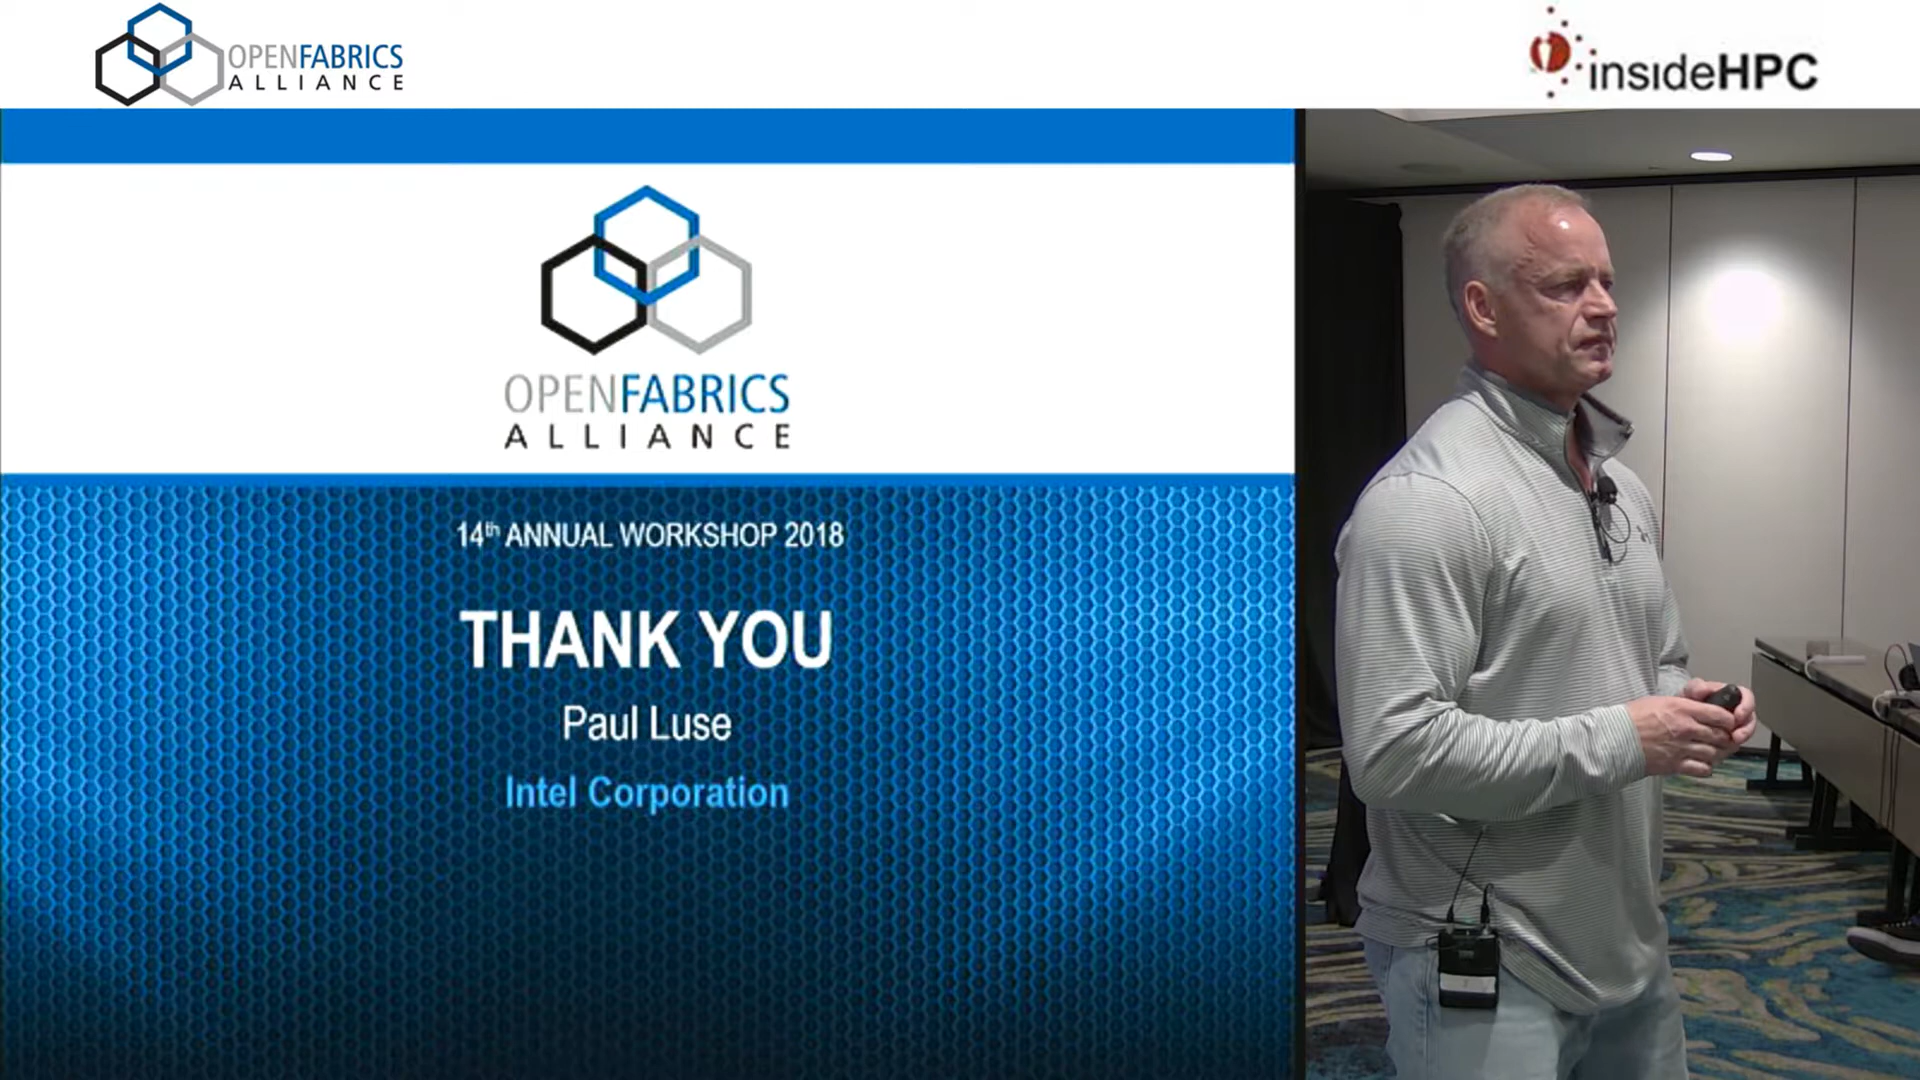 OPENFABRICS
ALLIANCE
insideHPC
OPENFABRICS
ALLIANCE
14th ANNUAL WORKSHOP 2018
THANK YOU
Paul Luse
Intel Corporation